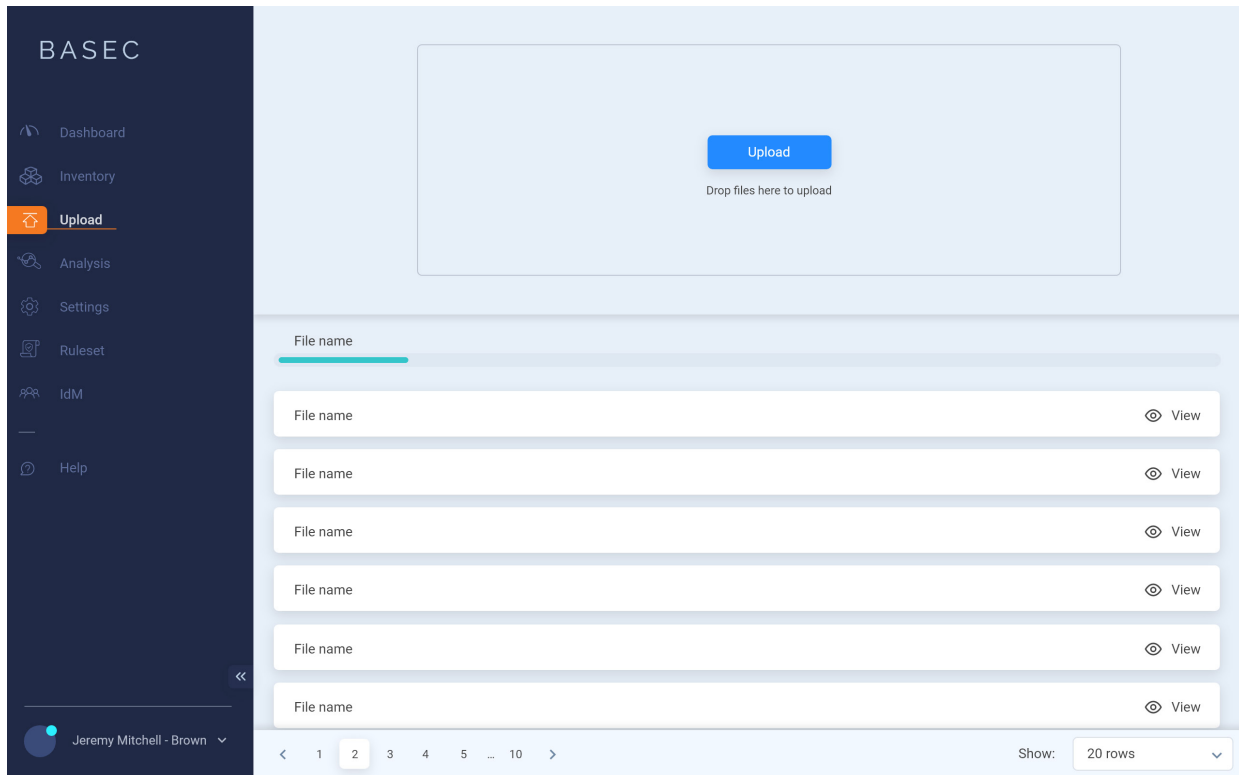 BASEC
Dashboard
Inventory
Upload
Analysis
Settings
Ruleset
IdM
Help
Jeremy Mitchell - Brown
Upload
Drop files here to upload
File name
File name View
File name View
File name View
File name View
File name View
File name View
1 2 3 4 5 ... 10
Show: 20 rows